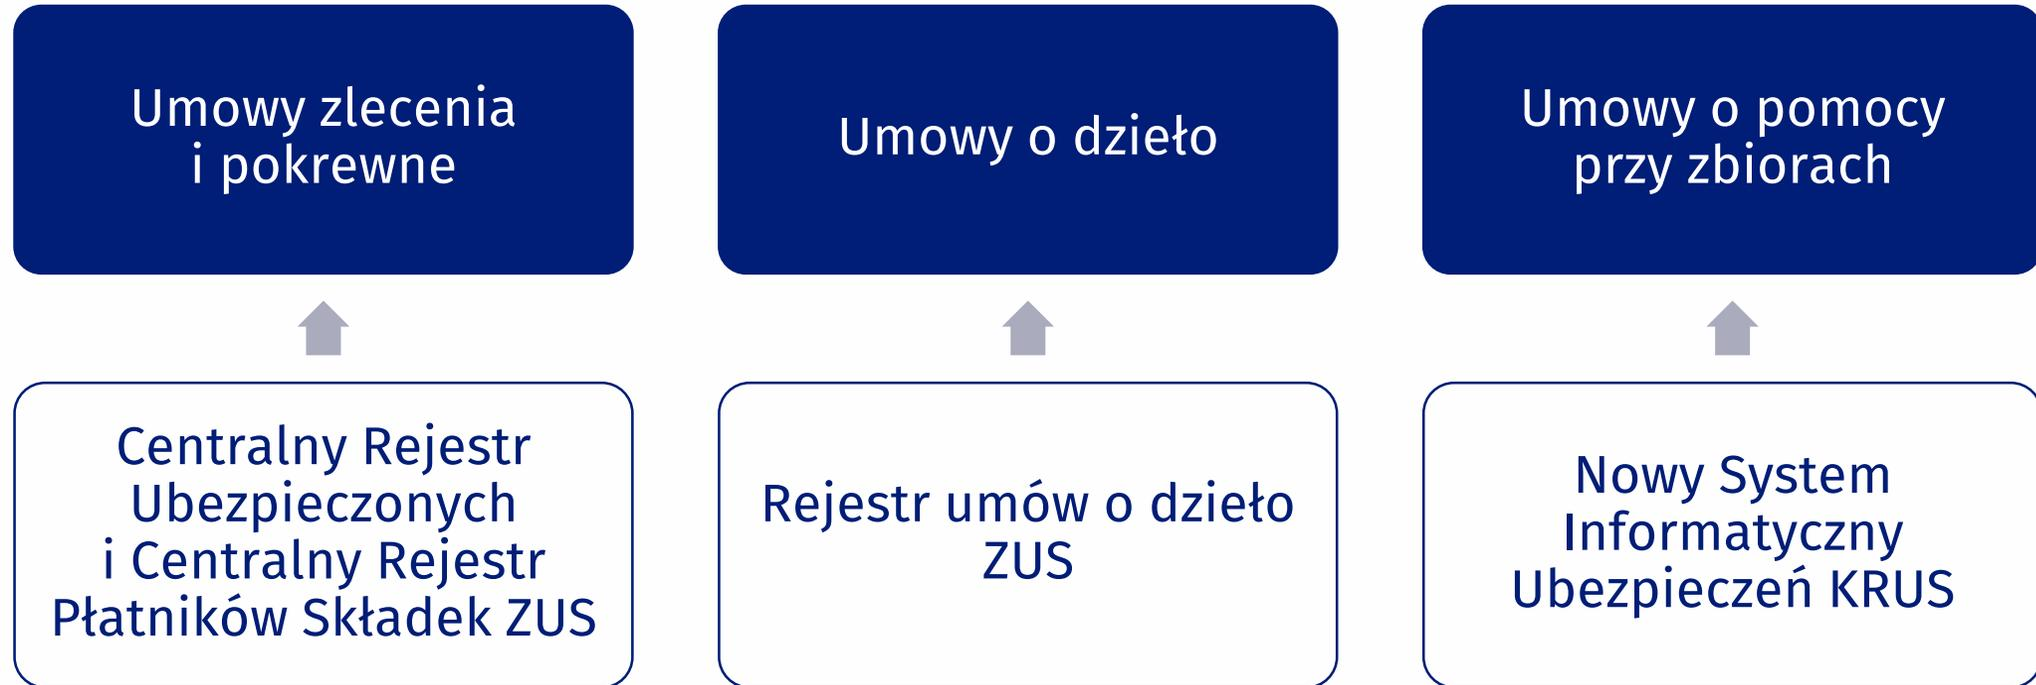 Umowy zlecenia
i pokrewne
Umowy o dzieło
Umowy o pomocy
przy zbiorach
Centralny Rejestr
Ubezpieczonych
i Centralny Rejestr
Płatników Składek ZUS
Rejestr umów o dzieło
ZUS
Nowy System
Informatyczny
Ubezpieczeń KRUS